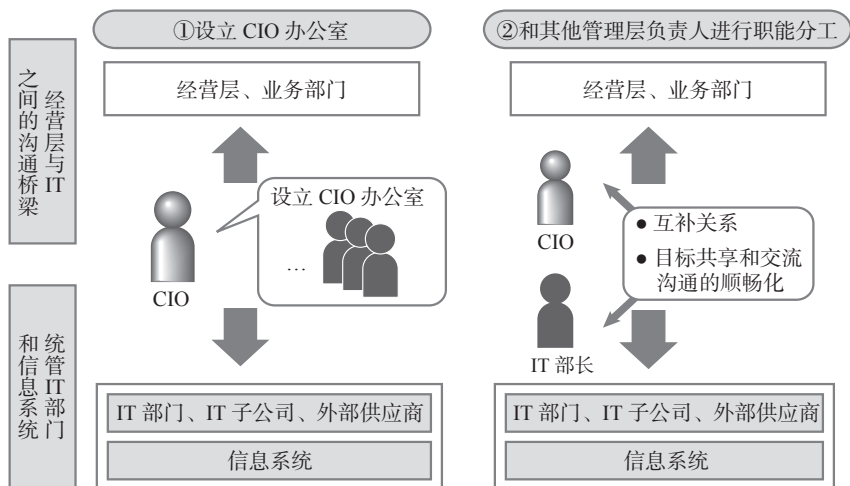 ①设立 CIO 办公室
②和其他管理层负责人进行职能分工
经营层与IT
之间的沟通桥梁
经营层、业务部门
设立 CIO 办公室
…
CIO
经营层、业务部门
CIO
● 互补关系
● 目标共享和交流
沟通的顺畅化
IT 部长
统管IT部门
和信息系统
IT 部门、IT 子公司、外部供应商
信息系统
IT 部门、IT 子公司、外部供应商
信息系统